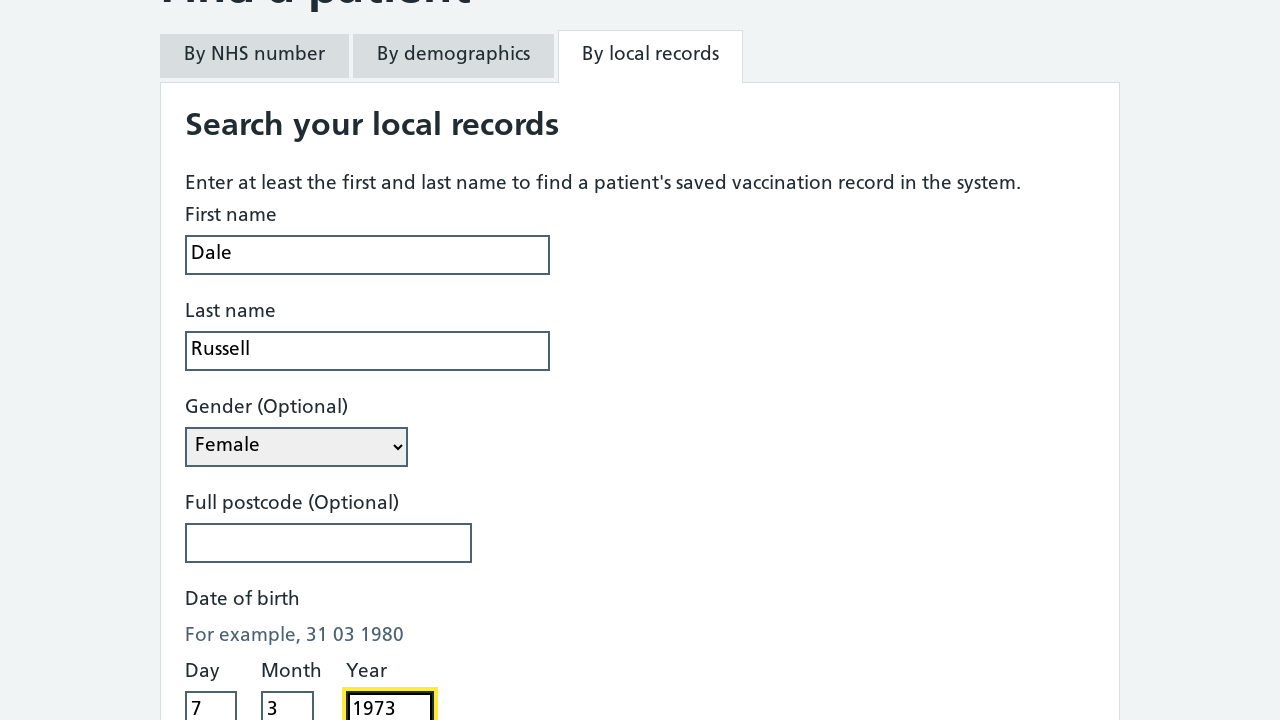 Find a patient
By NHS number
By demographics
By local records
Search your local records
Enter at least the first and last name to find a patient's saved vaccination record in the system.
First name
Dale
Last name
Russell
Gender (Optional)
Female
Full postcode (Optional)
Date of birth
For example, 31 03 1980
Day Month Year
7 3 1973